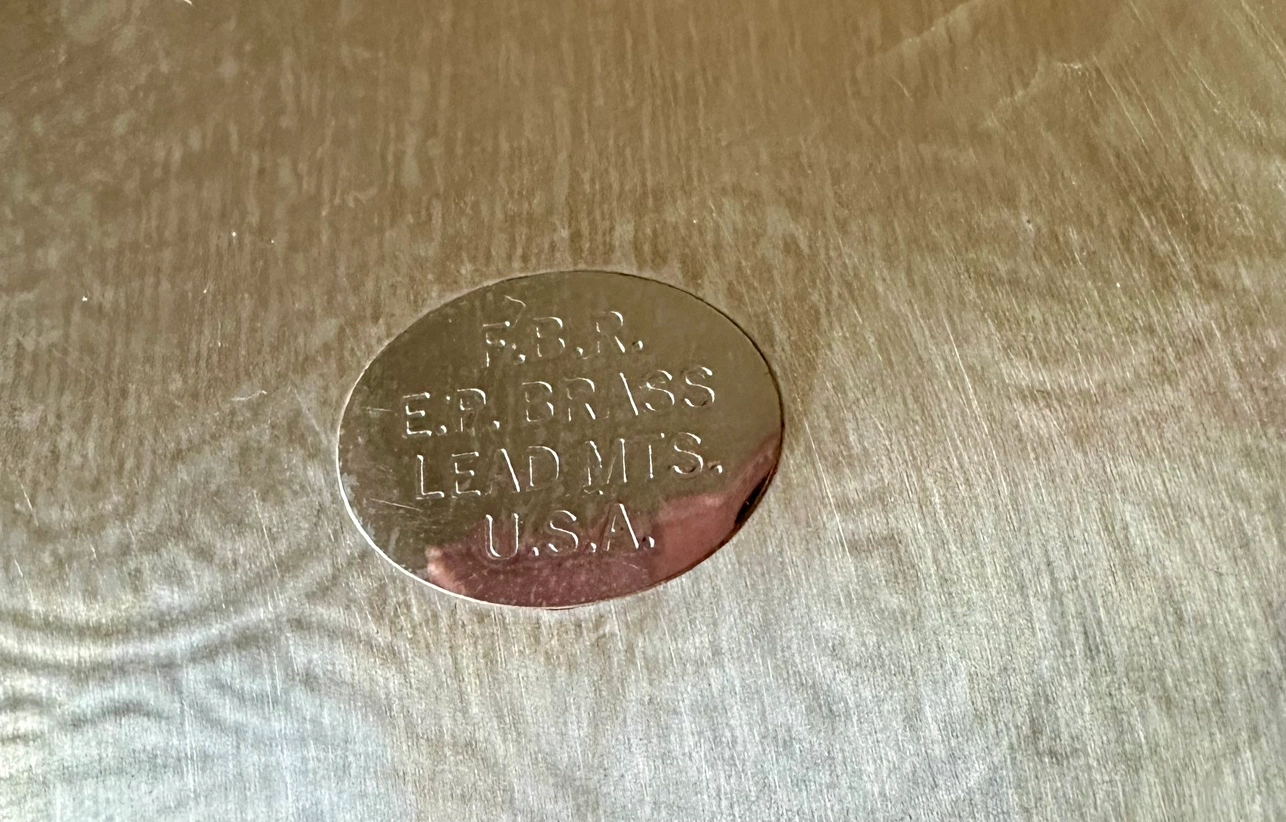 F.B.R.
E.P. BRASS
LEAD MTS.
U.S.A.